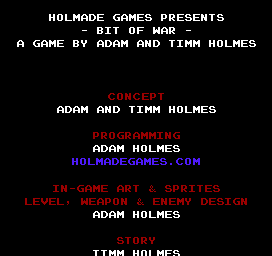 HOLMADE GAMES PRESENTS
- BIT OF WAR -
A GAME BY ADAM AND TIMM HOLMES
CONCEPT
ADAM AND TIMM HOLMES
PROGRAMMING
ADAM HOLMES
HOLMADEGAMES.COM
IN-GAME ART & SPRITES
LEVEL, WEAPON & ENEMY DESIGN
ADAM HOLMES
STORY
TIMM HOLMES